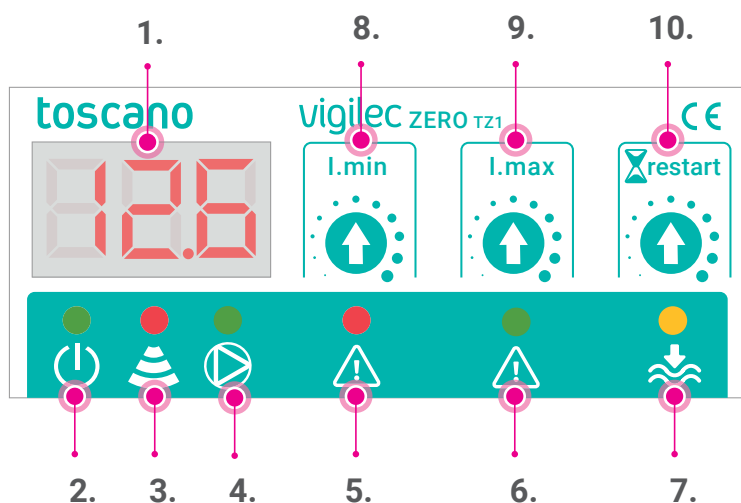 1. 8. 9. 10.
toscano vigilec ZERO TZ1 CE
I.min I.max restart
12.6
2. 3. 4. 5. 6. 7.